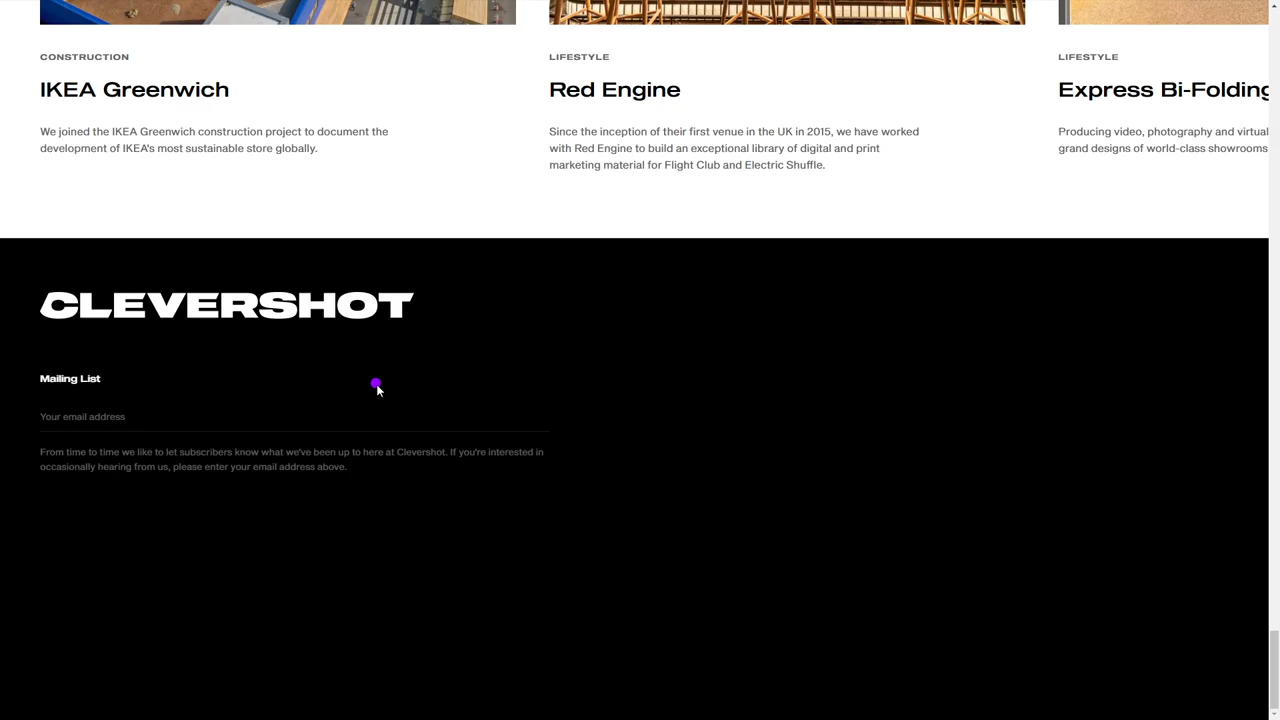 CONSTRUCTION
IKEA Greenwich
We joined the IKEA Greenwich construction project to document the
development of IKEA's most sustainable store globally.
LIFESTYLE
Red Engine
Since the inception of their first venue in the UK in 2015, we have worked
with Red Engine to build an exceptional library of digital and print
marketing material for Flight Club and Electric Shuffle.
LIFESTYLE
Express Bi-Folding
Producing video, photography and virtual
grand designs of world-class showrooms
CLEVERSHOT
Mailing List
Your email address
From time to time we like to let subscribers know what we've been up to here at Clevershot. If you're interested in
occasionally hearing from us, please enter your email address above.